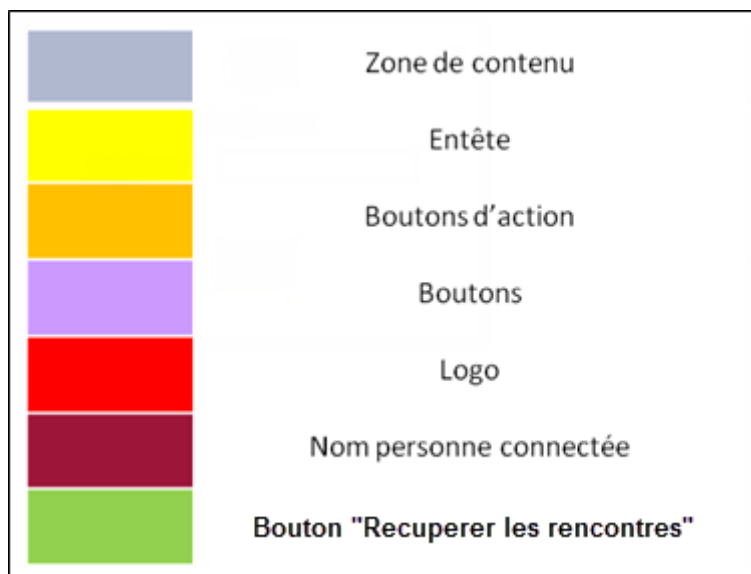 Zone de contenu
Entête
Boutons d’action
Boutons
Logo
Nom personne connectée
Bouton "Recuperer les rencontres"